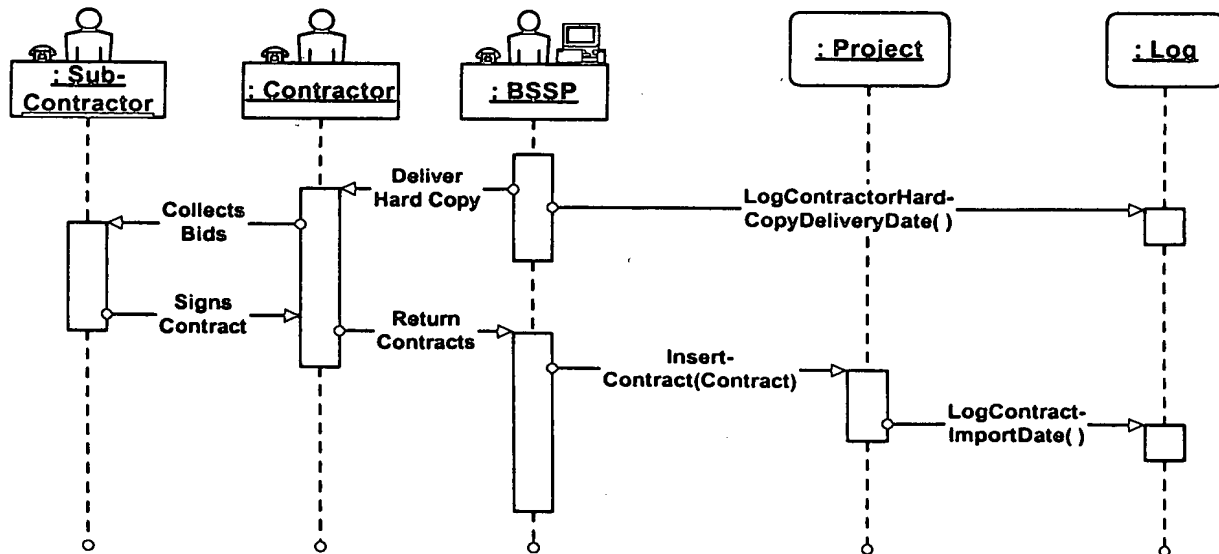 : Sub-
Contractor
: Contractor
: BSSP
: Project
: Log
Deliver
Hard Copy
LogContractorHard-
CopyDeliveryDate( )
Collects
Bids
Signs
Contract
Return
Contracts
Insert-
Contract(Contract)
LogContract-
ImportDate( )